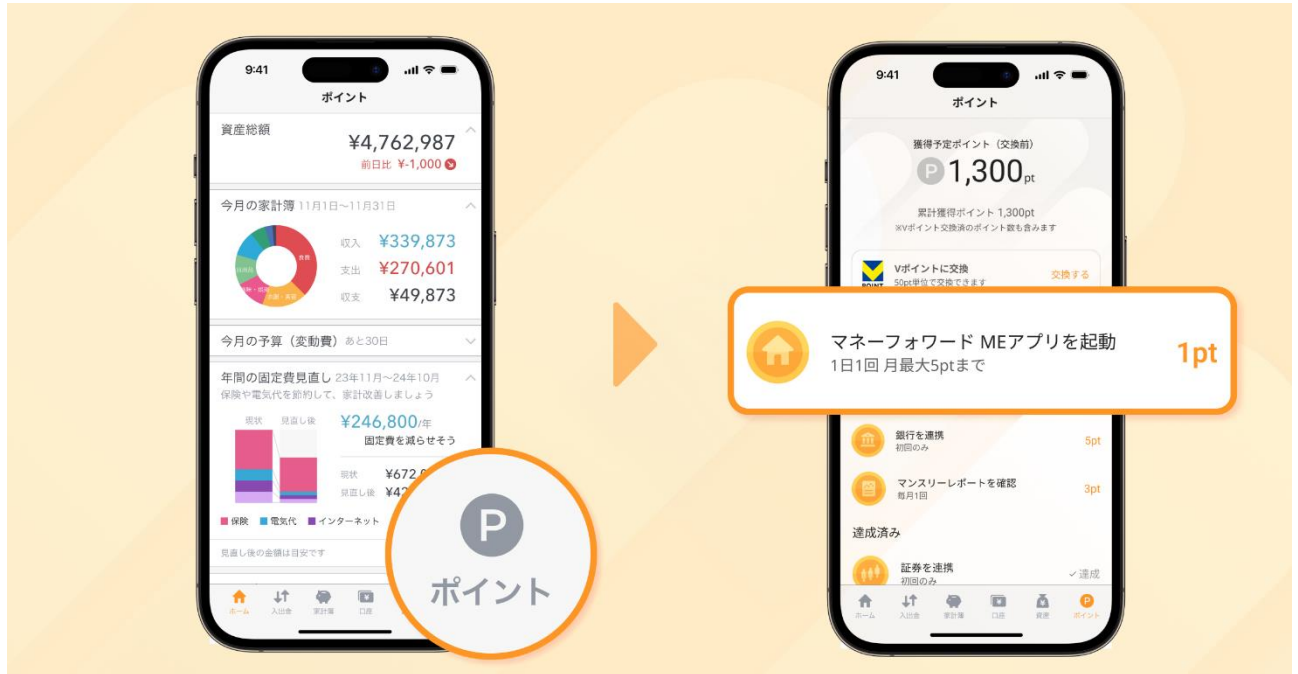 9:41
ポイント
資産総額
¥4,762,987
前日比 ¥-1,000
今月の家計簿 11月1日~11月31日
収入 ¥339,873
支出 ¥270,601
収支 ¥49,873
食費
今月の予算(変動費) あと30日
年間の固定費見直し 23年11月~24年10月
保険や電気代を節約して、家計改善しましょう
現状 見直し後
¥246,800/年
固定費を減らせそう
現状 ¥672,
見直し後 ¥42
保険 電気代 インターネット
見直し後の金額は目安です
ホーム 入出金 家計簿 口座
P
ポイント
9:41
ポイント
獲得予定ポイント(交換前)
P 1,300pt
累計獲得ポイント 1,300pt
※Vポイント交換済のポイント数も含みます
POINT
Vポイントに交換
50pt単位で交換できます
交換する
マネーフォワード MEアプリを起動
1日1回 月最大5ptまで
1pt
銀行を連携
初回のみ
5pt
マンスリーレポートを確認
毎月1回
3pt
達成済み
証券を連携
初回のみ
✓達成
ホーム 入出金 家計簿 口座 資産 ポイント